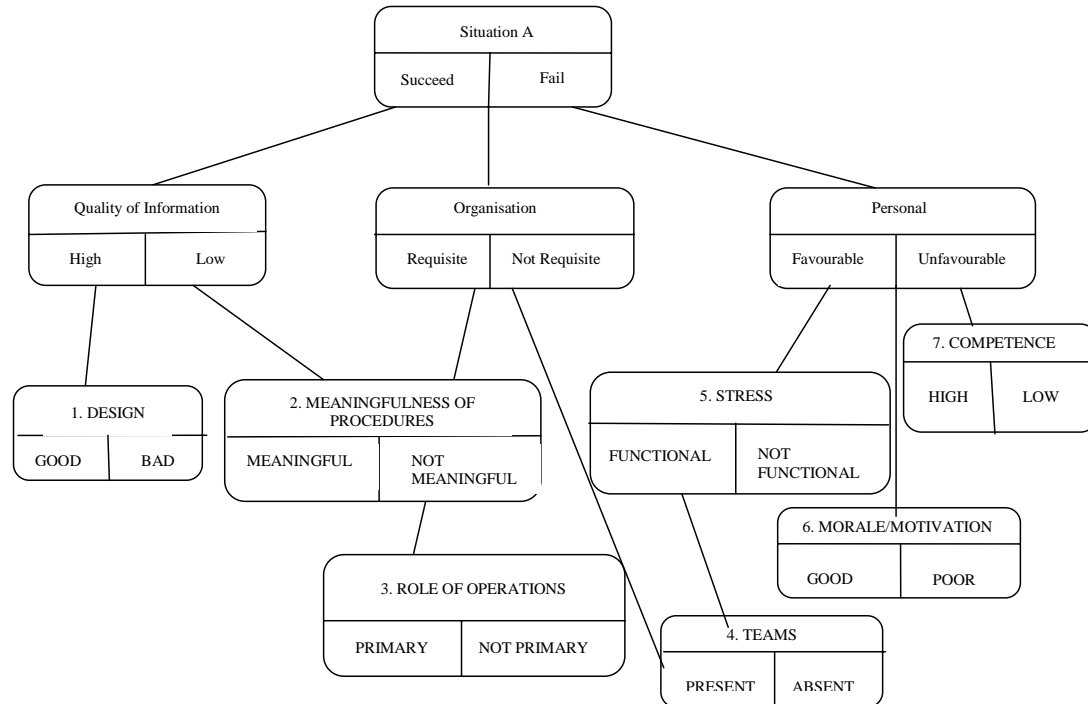 Situation A
Succeed
Fail
Quality of Information
High
Low
Organisation
Requisite
Not Requisite
Personal
Favourable
Unfavourable
7. COMPETENCE
HIGH
LOW
1. DESIGN
GOOD
BAD
2. MEANINGFULNESS OF
PROCEDURES
MEANINGFUL
NOT
MEANINGFUL
5. STRESS
FUNCTIONAL
NOT
FUNCTIONAL
6. MORALE/MOTIVATION
GOOD
POOR
3. ROLE OF OPERATIONS
PRIMARY
NOT PRIMARY
4. TEAMS
PRESENT
ABSENT